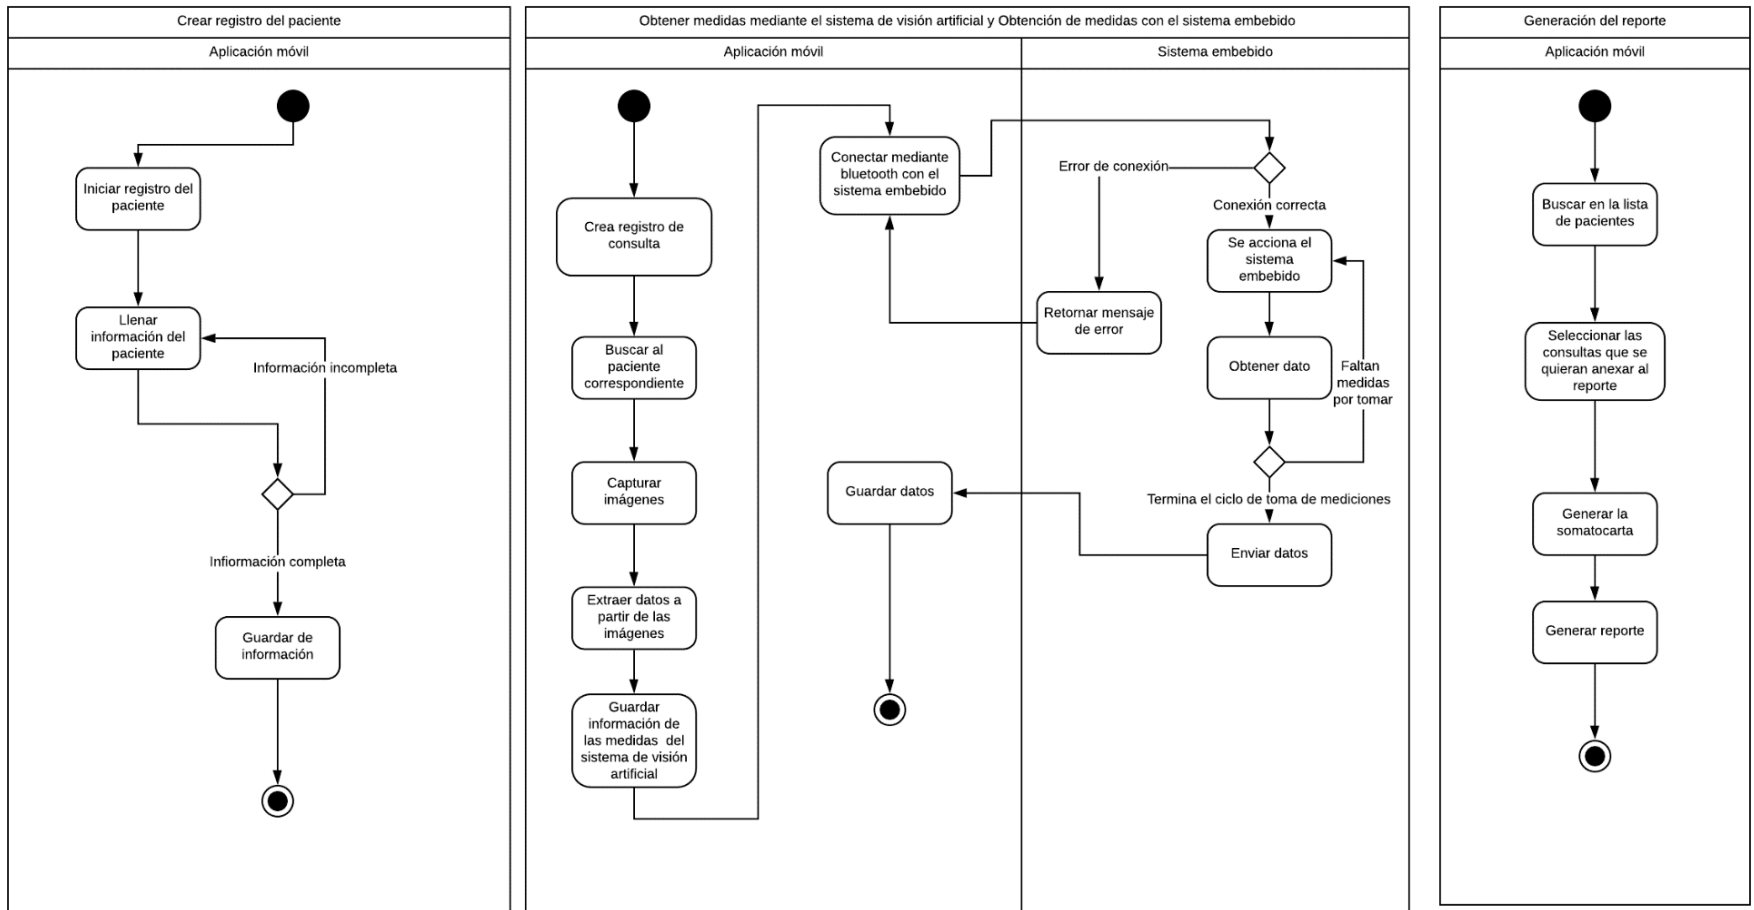 Crear registro del paciente
Aplicación móvil
Iniciar registro del
paciente
Llenar
información del
paciente
Información incompleta
Infiormación completa
Guardar de
información
Obtener medidas mediante el sistema de visión artificial y Obtención de medidas con el sistema embebido
Aplicación móvil
Sistema embebido
Crea registro de
consulta
Buscar al
paciente
correspondiente
Capturar
imágenes
Extraer datos a
partir de las
imágenes
Guardar
información de
las medidas  del
sistema de visión
artificial
Conectar mediante
bluetooth con el
sistema embebido
Error de conexión
Conexión correcta
Retornar mensaje
de error
Se acciona el
sistema
embebido
Obtener dato
Faltan
medidas
por tomar
Termina el ciclo de toma de mediciones
Enviar datos
Guardar datos
Generación del reporte
Aplicación móvil
Buscar en la lista
de pacientes
Seleccionar las
consultas que se
quieran anexar al
reporte
Generar la
somatocarta
Generar reporte